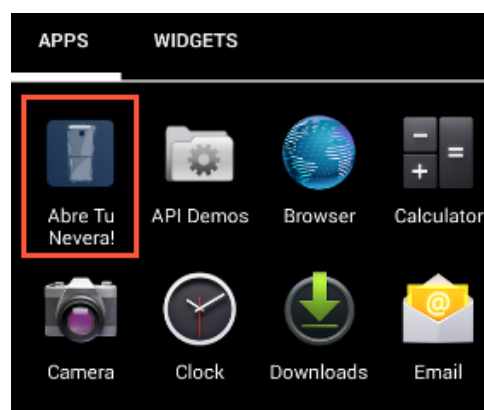 APPS WIDGETS
Abre Tu API Demos Browser Calculator
Nevera!
Camera Clock Downloads Email